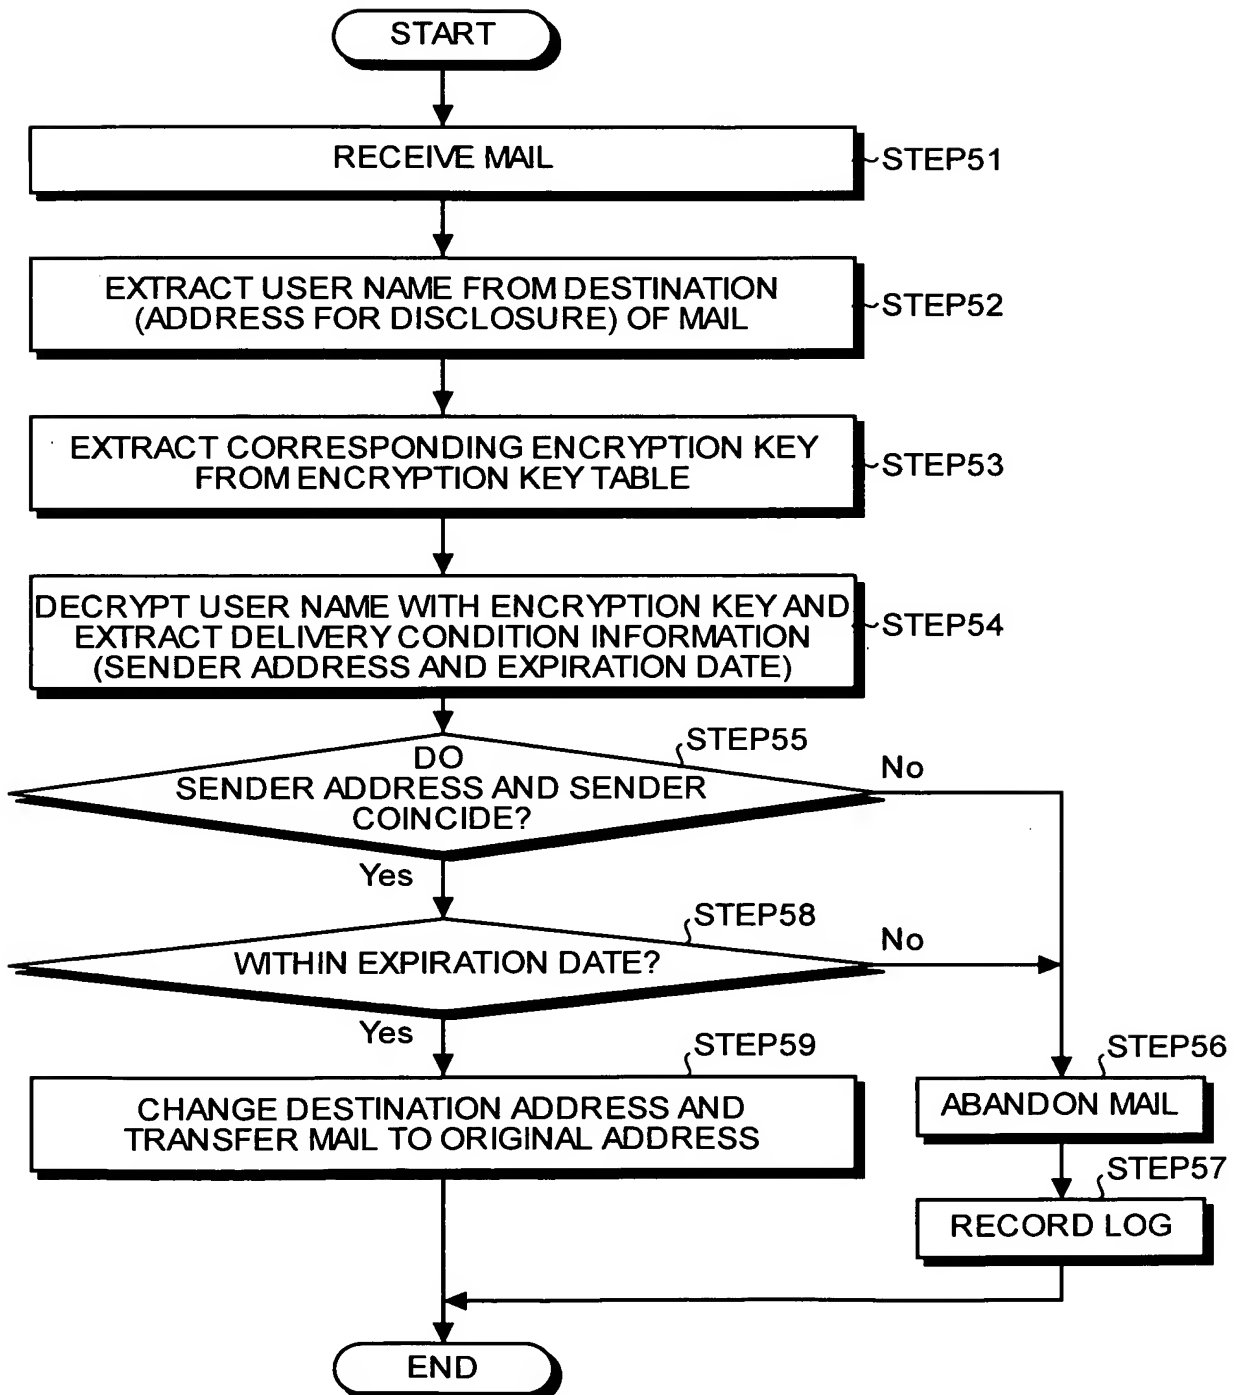 START
RECEIVE MAIL
STEP51
EXTRACT USER NAME FROM DESTINATION
(ADDRESS FOR DISCLOSURE) OF MAIL
STEP52
EXTRACT CORRESPONDING ENCRYPTION KEY
FROM ENCRYPTION KEY TABLE
STEP53
DECRYPT USER NAME WITH ENCRYPTION KEY AND
EXTRACT DELIVERY CONDITION INFORMATION
(SENDER ADDRESS AND EXPIRATION DATE)
STEP54
STEP55
DO
SENDER ADDRESS AND SENDER
COINCIDE?
No
Yes
STEP58
WITHIN EXPIRATION DATE?
No
Yes
STEP59
CHANGE DESTINATION ADDRESS AND
TRANSFER MAIL TO ORIGINAL ADDRESS
STEP56
ABANDON MAIL
STEP57
RECORD LOG
END